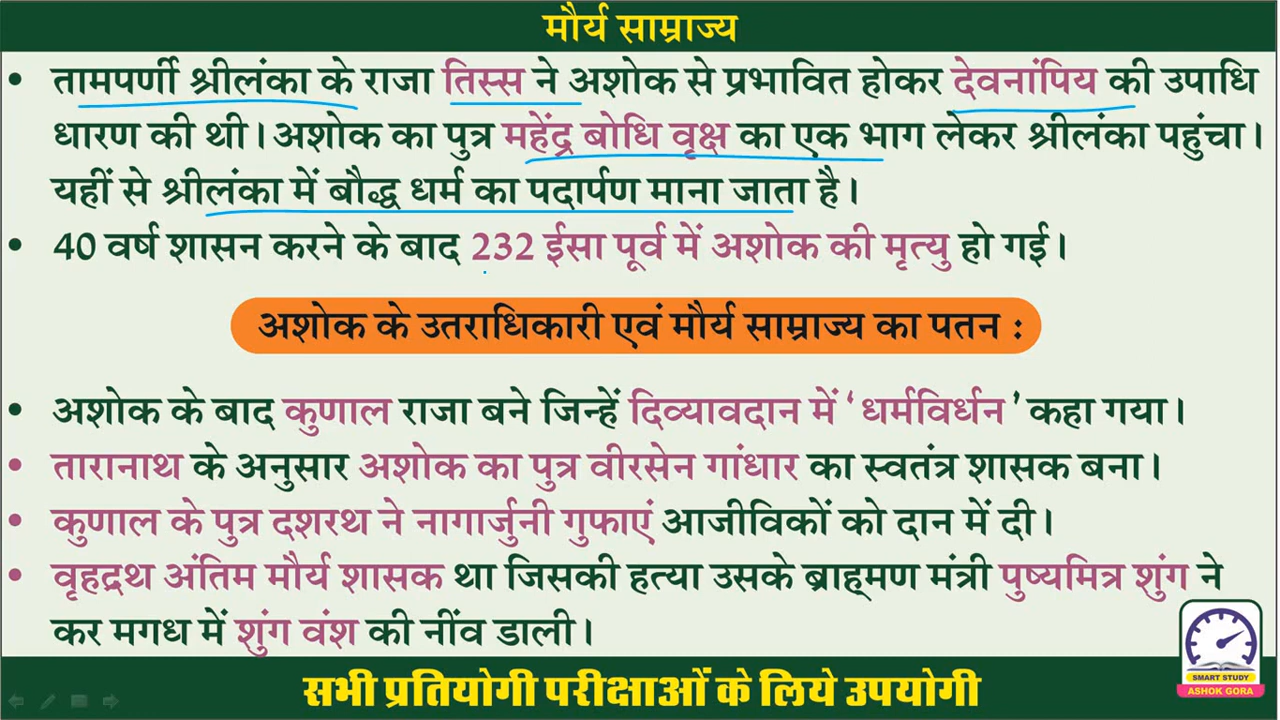 मौर्य साम्राज्य
• तामपर्णी श्रीलंका के राजा तिस्स ने अशोक से प्रभावित होकर देवनांपिय की उपाधि
धारण की थी। अशोक का पुत्र महेंद्र बोधि वृक्ष का एक भाग लेकर श्रीलंका पहुंचा।
यहीं से श्रीलंका में बौद्ध धर्म का पदार्पण माना जाता है।
• 40 वर्ष शासन करने के बाद 232 ईसा पूर्व में अशोक की मृत्यु हो गई।
अशोक के उतराधिकारी एवं मौर्य साम्राज्य का पतन :
• अशोक के बाद कुणाल राजा बने जिन्हें दिव्यावदान में ‘धर्मविर्धन’ कहा गया।
• तारानाथ के अनुसार अशोक का पुत्र वीरसेन गांधार का स्वतंत्र शासक बना।
• कुणाल के पुत्र दशरथ ने नागार्जुनी गुफाएं आजीविकों को दान में दी।
• वृहद्रथ अंतिम मौर्य शासक था जिसकी हत्या उसके ब्राह्मण मंत्री पुष्यमित्र शुंग ने
कर मगध में शुंग वंश की नींव डाली।
SMART STUDY
ASHOK GORA
सभी प्रतियोगी परीक्षाओं के लिये उपयोगी